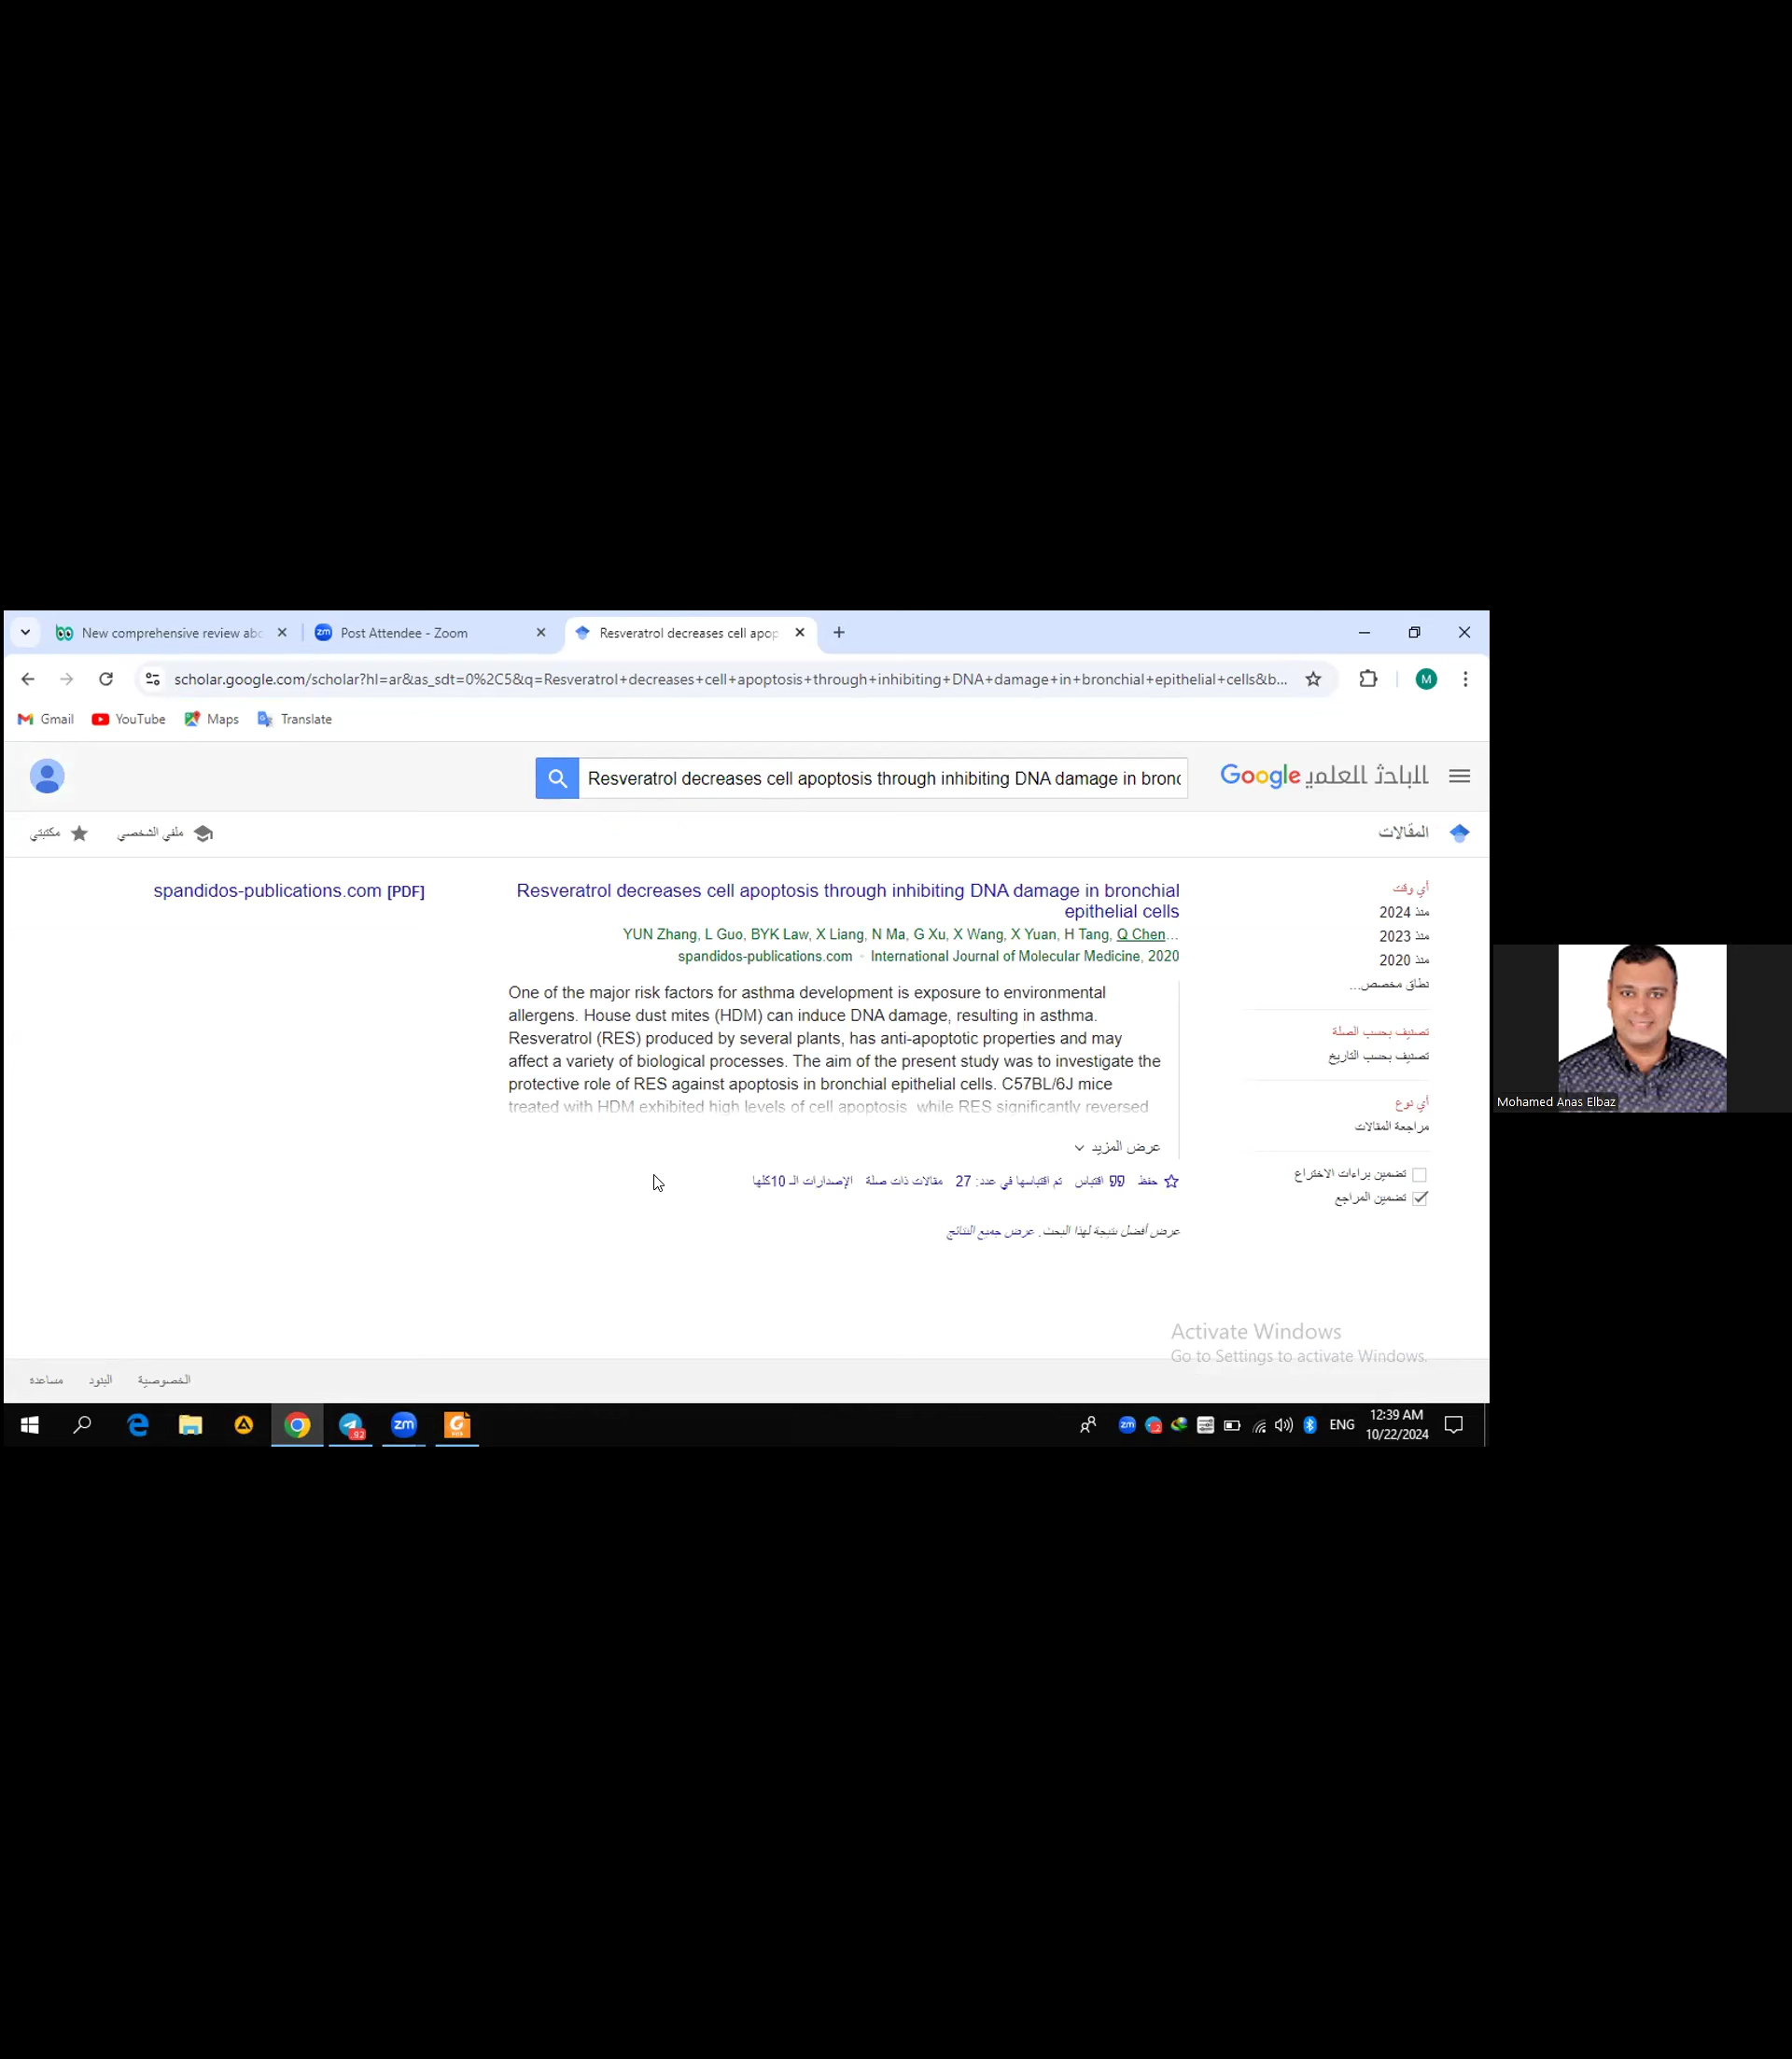 New comprehensive review abc
Post Attendee - Zoom
Resveratrol decreases cell apop
scholar.google.com/scholar?hl=ar&as_sdt=0%2C5&q=Resveratrol+decreases+cell+apoptosis+through+inhibiting+DNA+damage+in+bronchial+epithelial+cells&b...
M
Gmail
YouTube
Maps
Translate
Resveratrol decreases cell apoptosis through inhibiting DNA damage in bronc
Google الباحث العلمي
المقالات
ملفي الشخصي
مكتبتي
أي وقت
منذ 2024
منذ 2023
منذ 2020
نطاق مخصص...
تصنيف بحسب الصلة
تصنيف بحسب التاريخ
أي نوع
مراجعة المقالات
تضمين براءات الاختراع
تضمين المراجع
spandidos-publications.com [PDF]
Resveratrol decreases cell apoptosis through inhibiting DNA damage in bronchial
epithelial cells
YUN Zhang, L Guo, BYK Law, X Liang, N Ma, G Xu, X Wang, X Yuan, H Tang, Q Chen...
spandidos-publications.com - International Journal of Molecular Medicine, 2020
One of the major risk factors for asthma development is exposure to environmental
allergens. House dust mites (HDM) can induce DNA damage, resulting in asthma.
Resveratrol (RES) produced by several plants, has anti-apoptotic properties and may
affect a variety of biological processes. The aim of the present study was to investigate the
protective role of RES against apoptosis in bronchial epithelial cells. C57BL/6J mice
treated with HDM exhibited high levels of cell apoptosis, while RES significantly reversed
عرض المزيد
حفظ اقتباس تم اقتباسها في عدد: 27 مقالات ذات صلة الإصدارات الـ 10كلها
عرض أفضل نتيجة لهذا البحث. عرض جميع النتائج
Mohamed Anas Elbaz
Activate Windows
Go to Settings to activate Windows.
الخصوصية البنود مساعدة
zm
92
zm
ENG
12:39 AM
10/22/2024